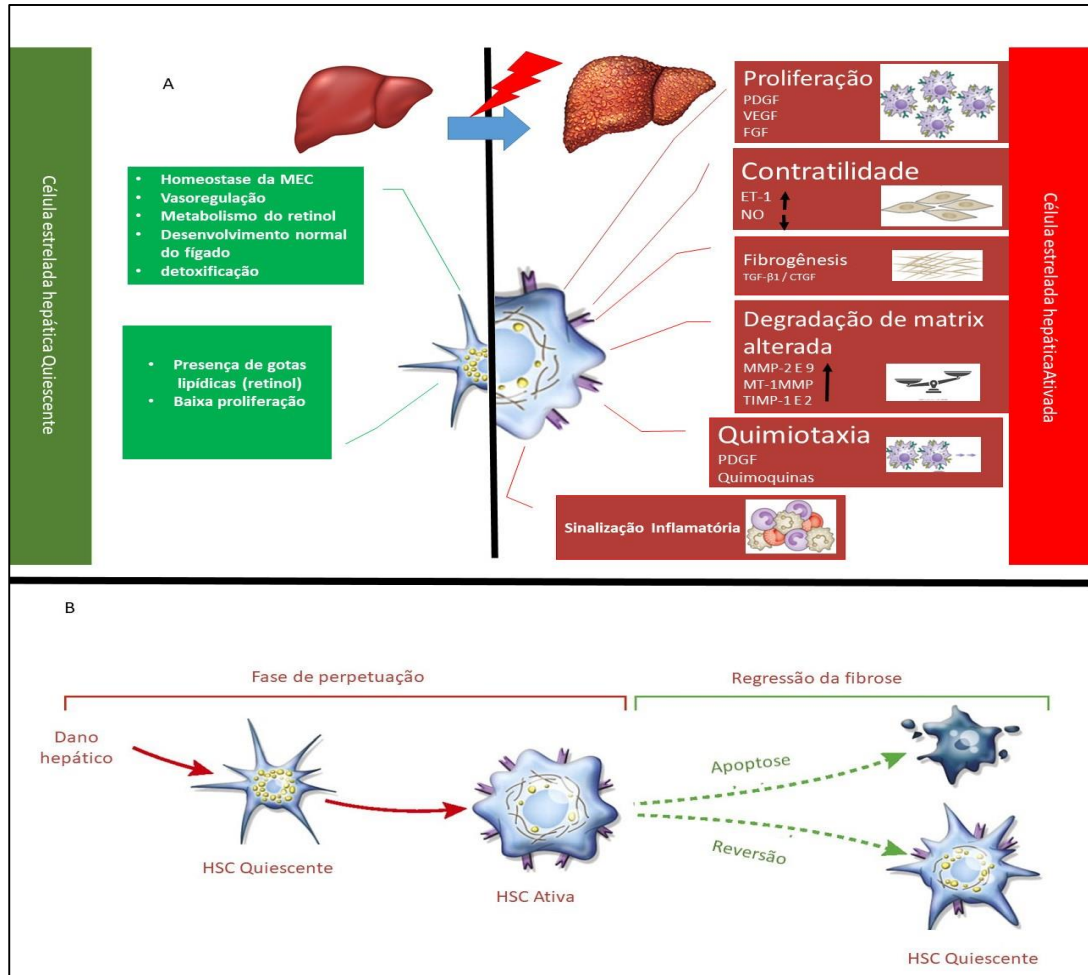 A
Célula estrelada hepática Quiescente
• Homeostase da MEC
• Vasoregulação
• Metabolismo do retinol
• Desenvolvimento normal
do fígado
• detoxificação
• Presença de gotas
lipídicas (retinol)
• Baixa proliferação
Proliferação
PDGF
VEGF
FGF
Contratilidade
ET-1
NO
Fibrogênesis
TGF-β1 / CTGF
Degradação de matrix
alterada
MMP-2 E 9
MT-1MMP
TIMP-1 E 2
Quimiotaxia
PDGF
Quimoquinas
Sinalização Inflamatória
Célula estrelada hepática Ativada
B
Fase de perpetuação
Regressão da fibrose
Dano
hepático
HSC Quiescente
HSC Ativa
Apoptose
Reversão
HSC Quiescente